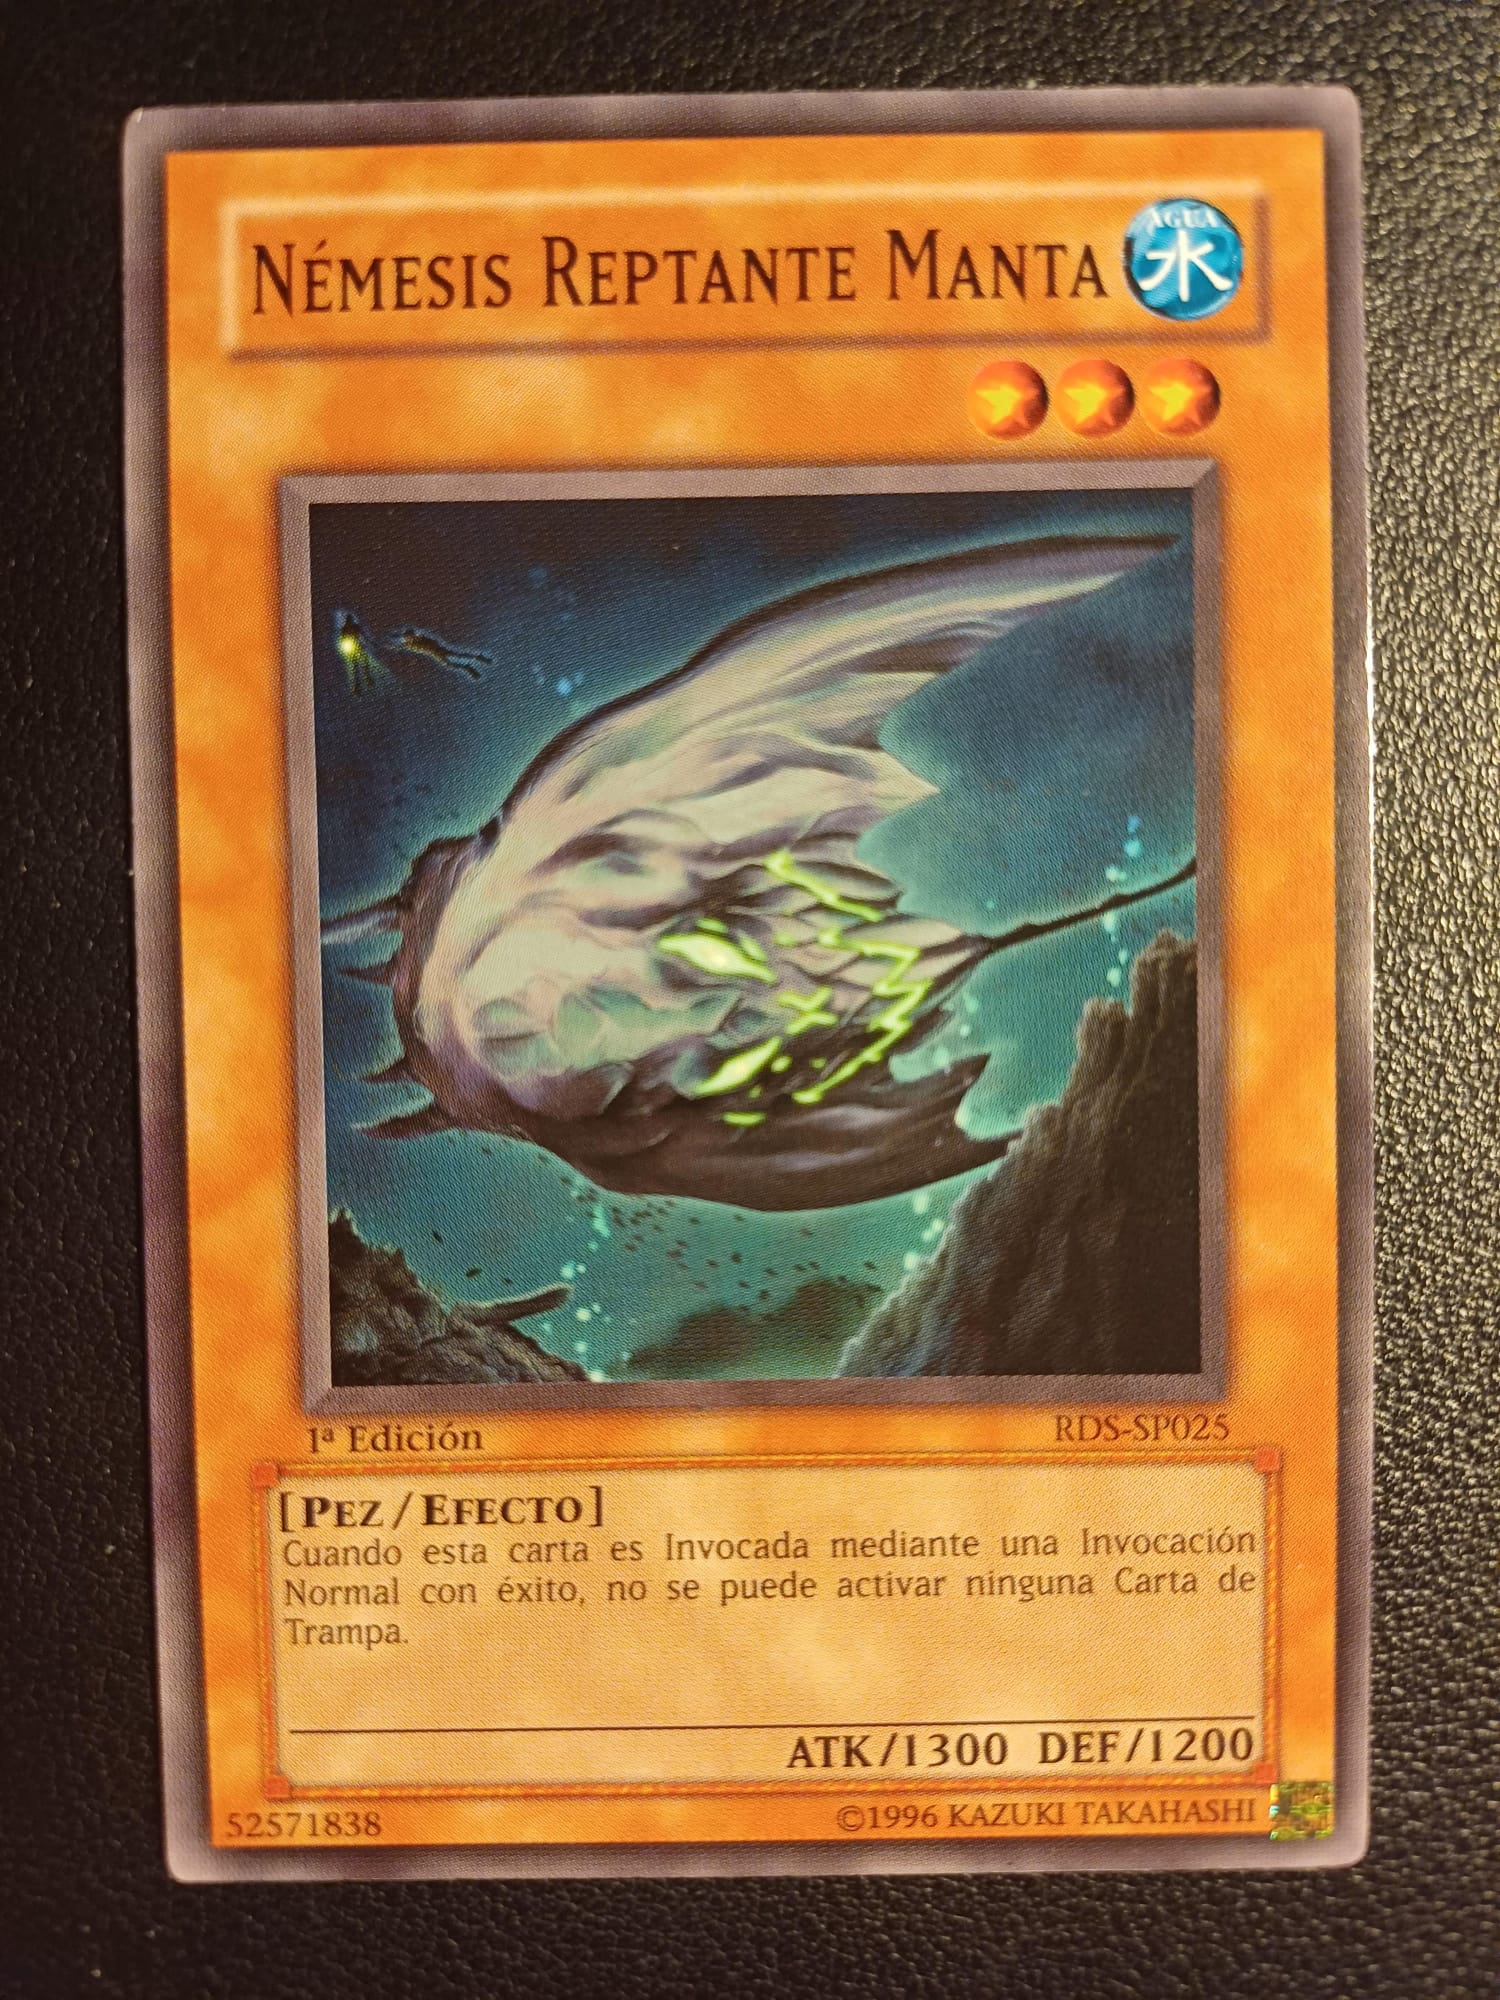 NÉMESIS REPTANTE MANTA
AGUA
水
1ª Edición
RDS-SP025
[PEZ/EFECTO]
Cuando esta carta es Invocada mediante una Invocación
Normal con éxito, no se puede activar ninguna Carta de
Trampa.
ATK/1300 DEF/1200
52571838
©1996 KAZUKI TAKAHASHI